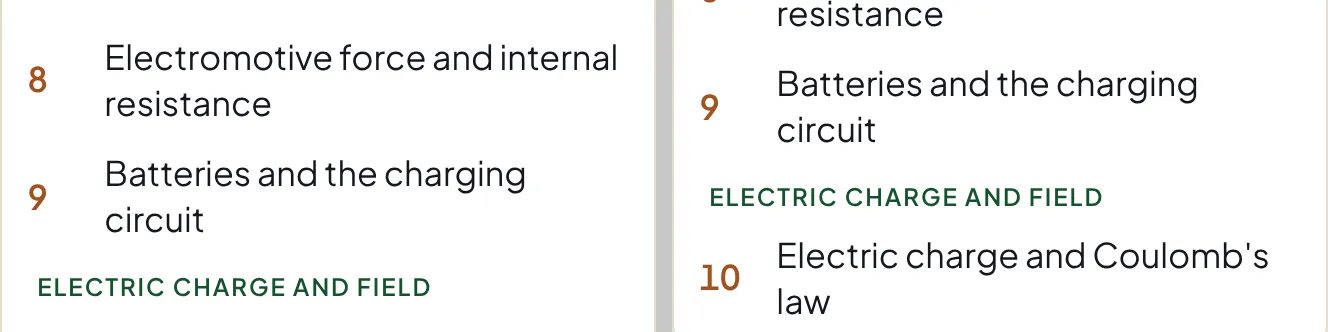 8
Electromotive force and internal
resistance
9
Batteries and the charging
circuit
ELECTRIC CHARGE AND FIELD
resistance
9
Batteries and the charging
circuit
ELECTRIC CHARGE AND FIELD
10
Electric charge and Coulomb's
law